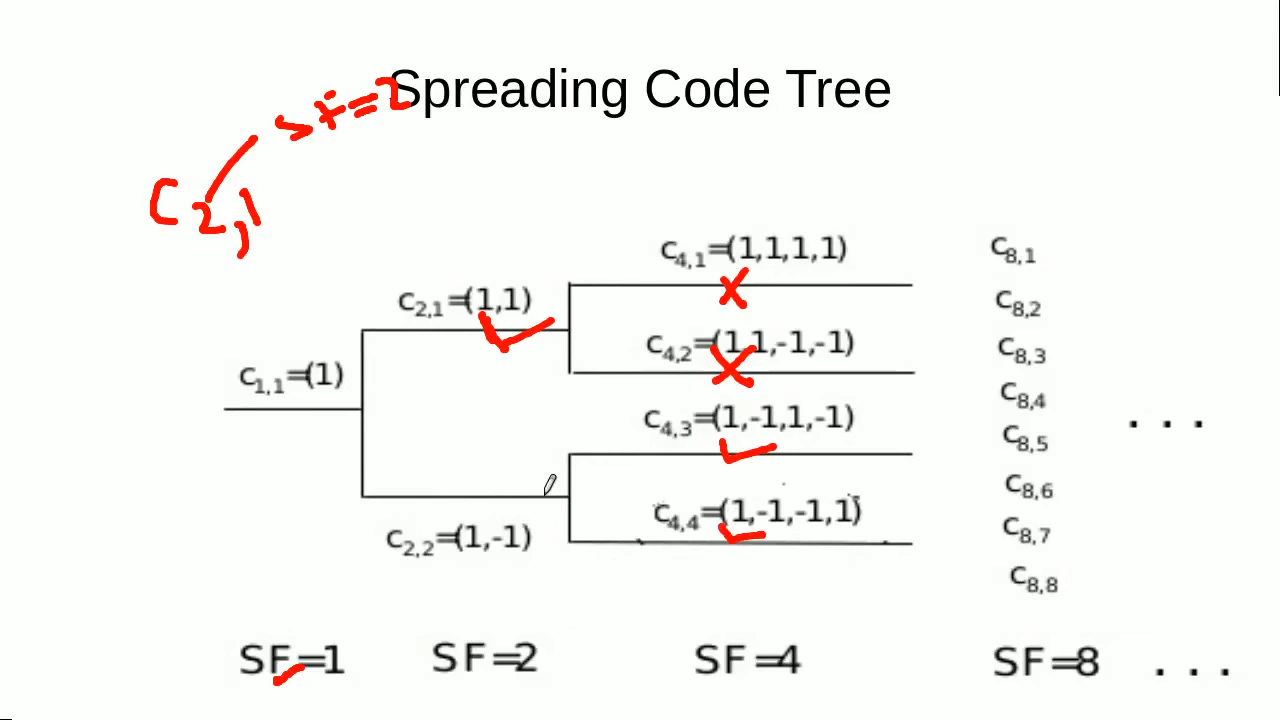 Spreading Code Tree
SF=2
C2,1
c4,1=(1,1,1,1)
c8,1
c2,1=(1,1)
c8,2
c4,2=(1,1,-1,-1)
c8,3
c1,1=(1)
c8,4
c4,3=(1,-1,1,-1)
. . .
c8,5
c8,6
c4,4=(1,-1,-1,1)
c8,7
c2,2=(1,-1)
c8,8
SF=1 SF=2 SF=4 SF=8 . . .